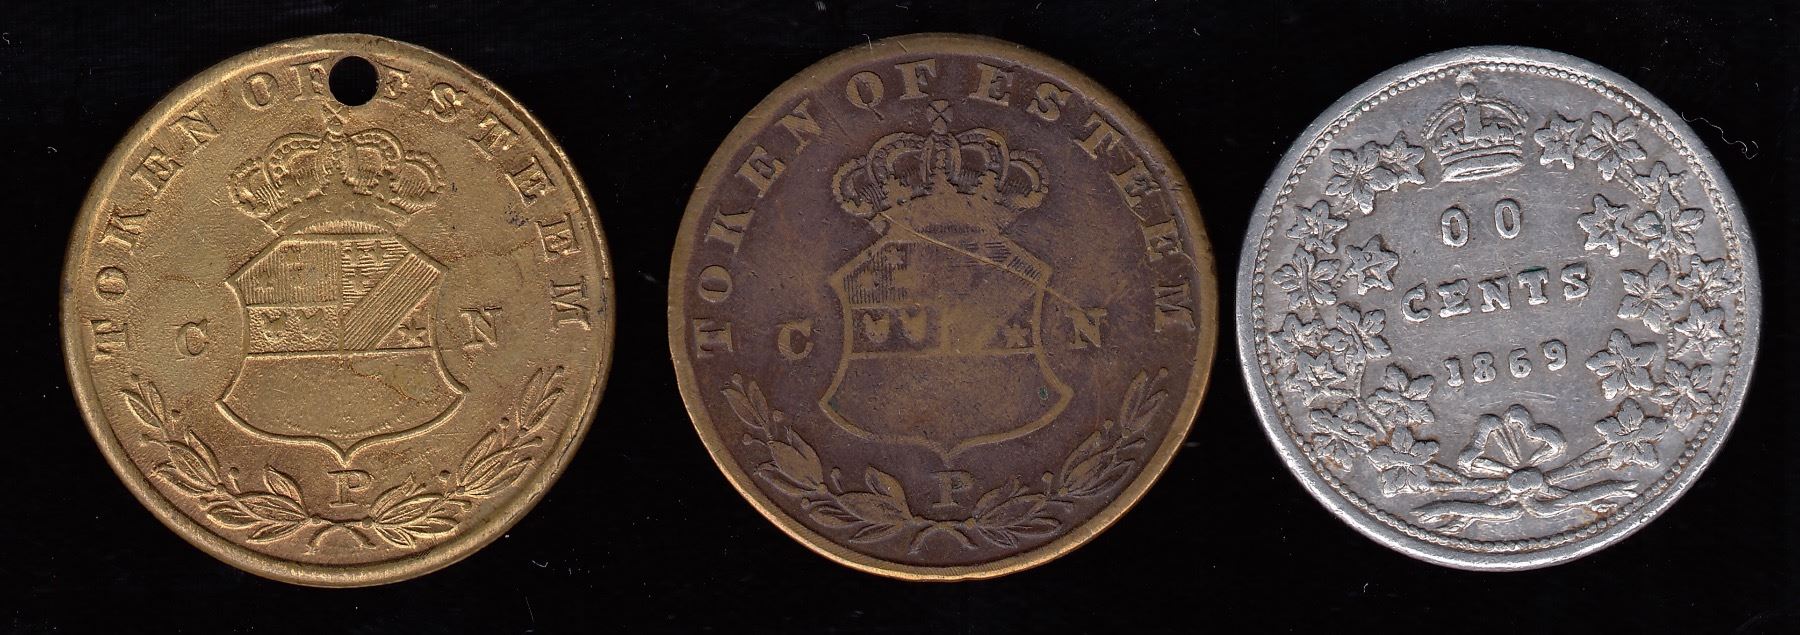 TOKEN OF ESTEEM
C N
P
TOKEN OF ESTEEM
C N
P
00
CENTS
1869